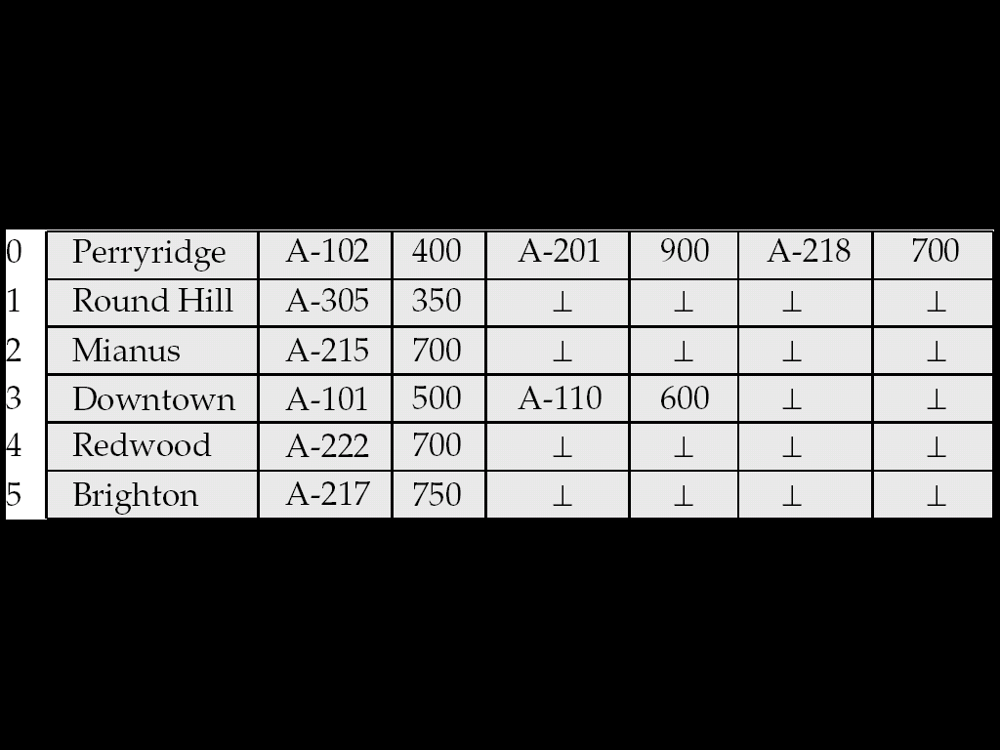 0 Perryridge A-102 400 A-201 900 A-218 700
1 Round Hill A-305 350 ⊥ ⊥ ⊥ ⊥
2 Mianus A-215 700 ⊥ ⊥ ⊥ ⊥
3 Downtown A-101 500 A-110 600 ⊥ ⊥
4 Redwood A-222 700 ⊥ ⊥ ⊥ ⊥
5 Brighton A-217 750 ⊥ ⊥ ⊥ ⊥